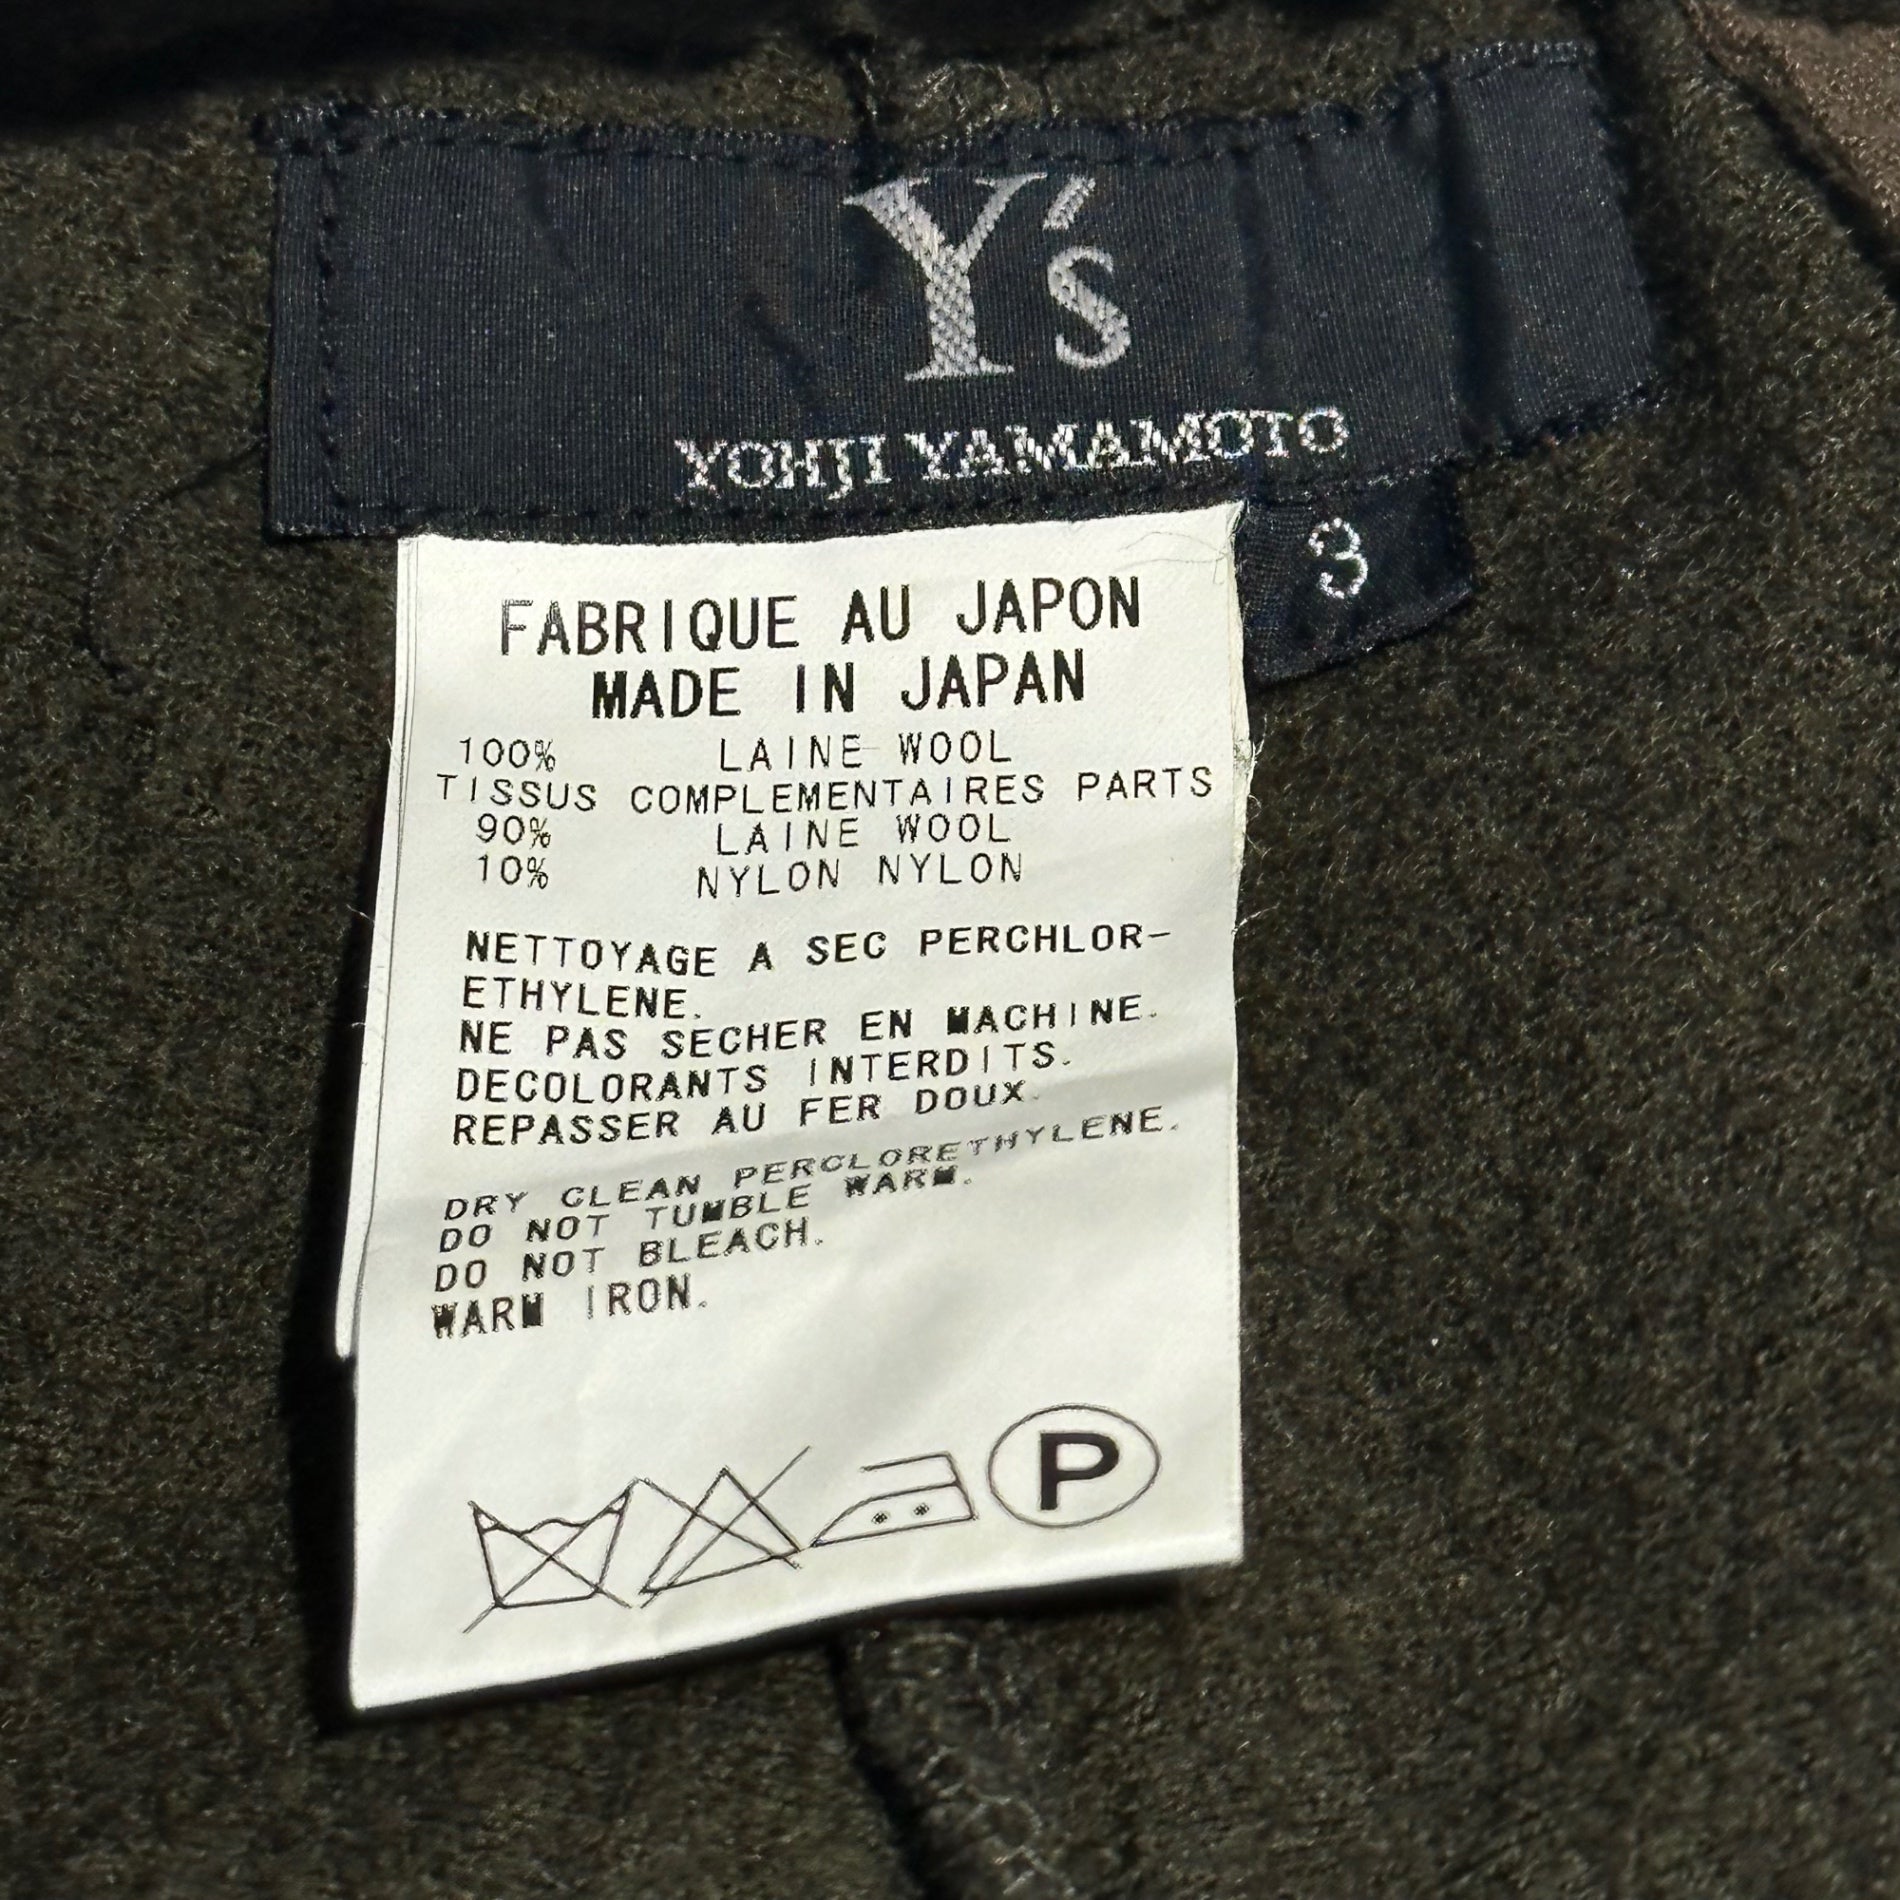 Y's
YOHJI YAMAMOTO
3
FABRIQUE AU JAPON
MADE IN JAPAN
100% LAINE WOOL
TISSUS COMPLEMENTAIRES PARTS
90% LAINE WOOL
10% NYLON NYLON
NETTOYAGE A SEC PERCHLOR-
ETHYLENE.
NE PAS SECHER EN MACHINE.
DECOLORANTS INTERDITS.
REPASSER AU FER DOUX.
DRY CLEAN PERCLORETHYLENE.
DO NOT TUMBLE WARM.
DO NOT BLEACH.
WARM IRON.
P